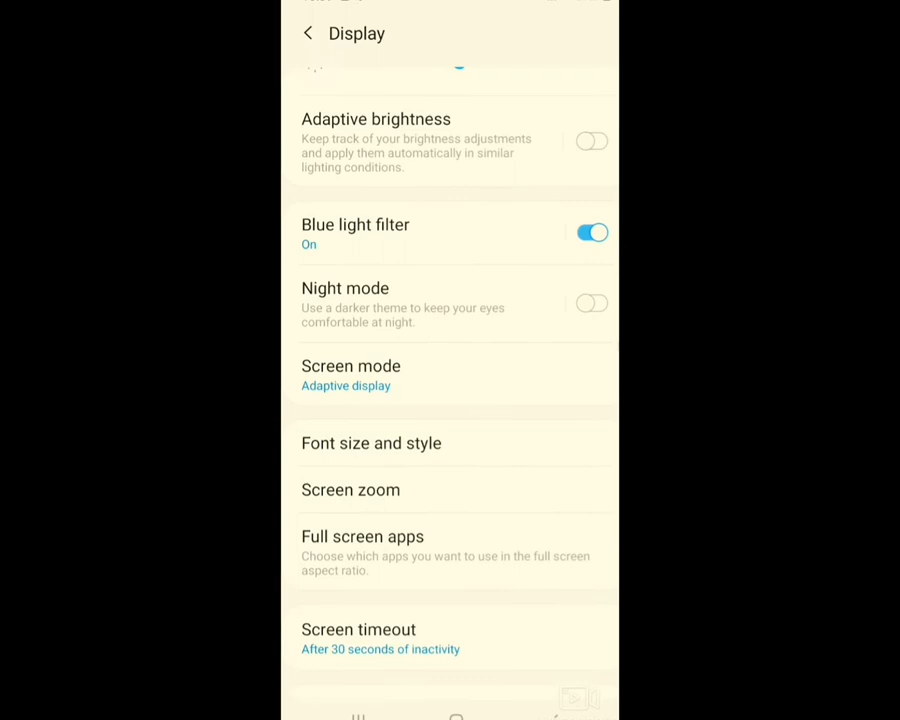 Display
Adaptive brightness
Keep track of your brightness adjustments
and apply them automatically in similar
lighting conditions.
Blue light filter
On
Night mode
Use a darker theme to keep your eyes
comfortable at night.
Screen mode
Adaptive display
Font size and style
Screen zoom
Full screen apps
Choose which apps you want to use in the full screen
aspect ratio.
Screen timeout
After 30 seconds of inactivity